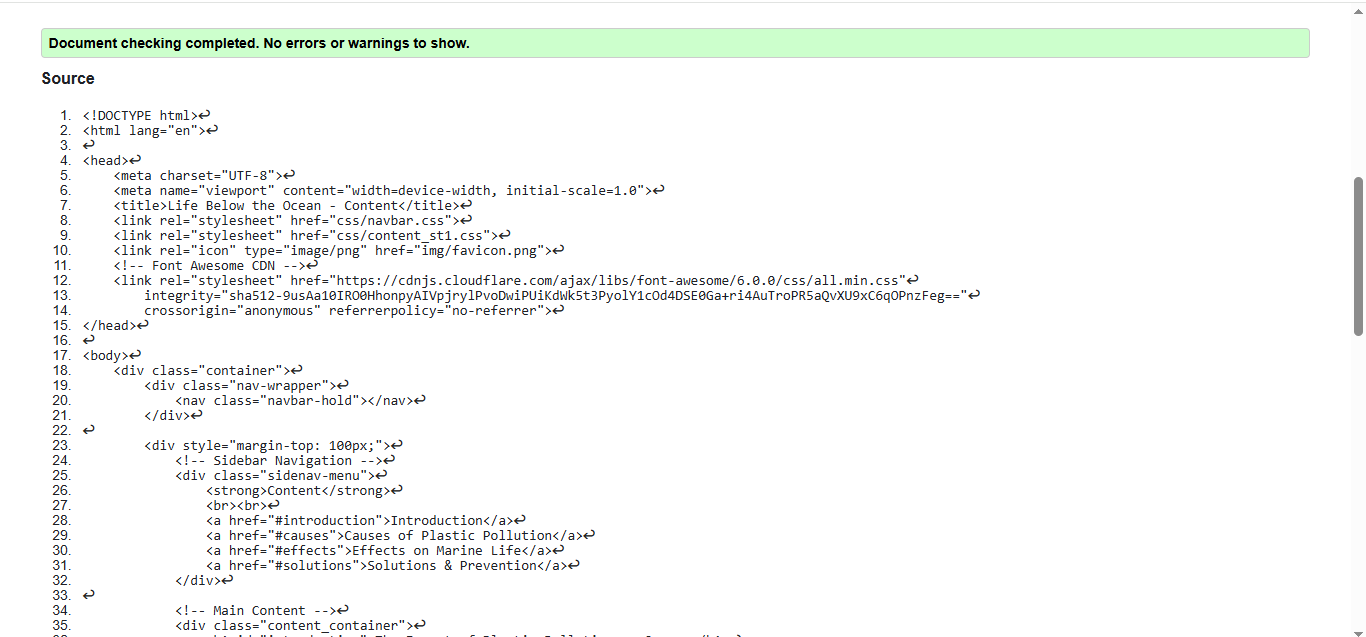 Document checking completed. No errors or warnings to show.
Source
1. <!DOCTYPE html>↩
2. <html lang="en">↩
3. ↩
4. <head>↩
5. <meta charset="UTF-8">↩
6. <meta name="viewport" content="width=device-width, initial-scale=1.0">↩
7. <title>Life Below the Ocean - Content</title>↩
8. <link rel="stylesheet" href="css/navbar.css">↩
9. <link rel="stylesheet" href="css/content_st1.css">↩
10. <link rel="icon" type="image/png" href="img/favicon.png">↩
11. <!-- Font Awesome CDN -->↩
12. <link rel="stylesheet" href="https://cdnjs.cloudflare.com/ajax/libs/font-awesome/6.0.0/css/all.min.css"↩
13. integrity="sha512-9usAa10IRO0HhonpyAIVpjrylPvoDwiPUiKdWk5t3PyolY1cOd4DSE0Ga+ri4AuTroPR5aQvXU9xC6qOPnzFeg=="↩
14. crossorigin="anonymous" referrerpolicy="no-referrer">↩
15. </head>↩
16. ↩
17. <body>↩
18. <div class="container">↩
19. <div class="nav-wrapper">↩
20. <nav class="navbar-hold"></nav>↩
21. </div>↩
22. ↩
23. <div style="margin-top: 100px;">↩
24. <!-- Sidebar Navigation -->↩
25. <div class="sidenav-menu">↩
26. <strong>Content</strong>↩
27. <br><br>↩
28. <a href="#introduction">Introduction</a>↩
29. <a href="#causes">Causes of Plastic Pollution</a>↩
30. <a href="#effects">Effects on Marine Life</a>↩
31. <a href="#solutions">Solutions & Prevention</a>↩
32. </div>↩
33. ↩
34. <!-- Main Content -->↩
35. <div class="content_container">↩